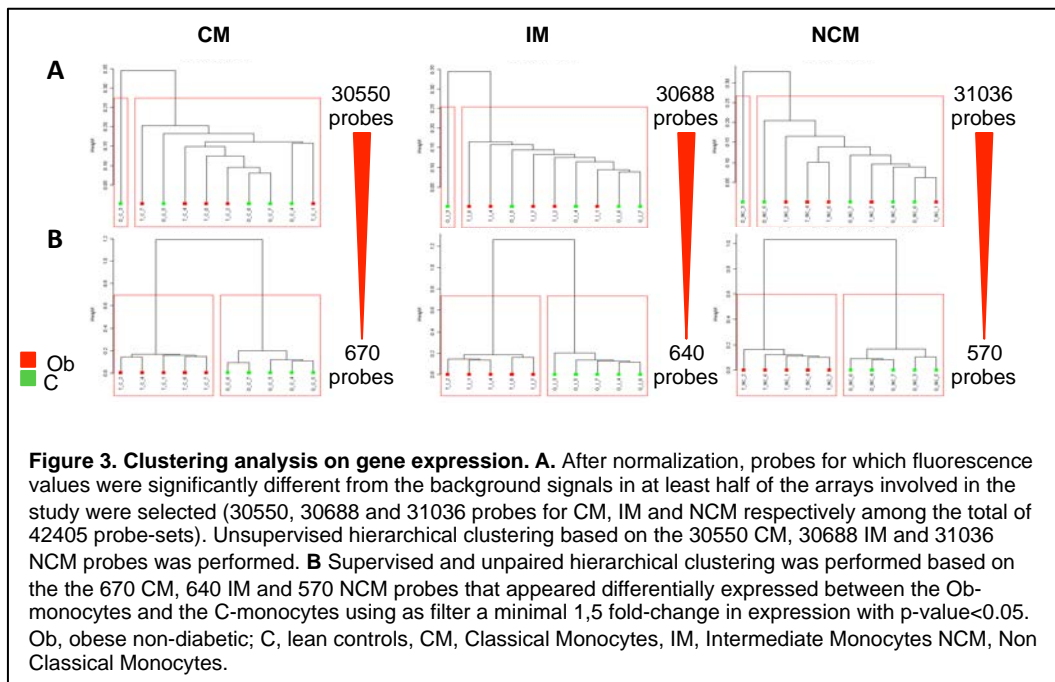 CM IM NCM
A
30550 probes
30688 probes
31036 probes
B
670 probes
640 probes
570 probes
Ob
C
Figure 3. Clustering analysis on gene expression. A. After normalization, probes for which fluorescence
values were significantly different from the background signals in at least half of the arrays involved in the
study were selected (30550, 30688 and 31036 probes for CM, IM and NCM respectively among the total of
42405 probe-sets). Unsupervised hierarchical clustering based on the 30550 CM, 30688 IM and 31036
NCM probes was performed. B Supervised and unpaired hierarchical clustering was performed based on
the the 670 CM, 640 IM and 570 NCM probes that appeared differentially expressed between the Ob-
monocytes and the C-monocytes using as filter a minimal 1,5 fold-change in expression with p-value<0.05.
Ob, obese non-diabetic; C, lean controls, CM, Classical Monocytes, IM, Intermediate Monocytes NCM, Non
Classical Monocytes.